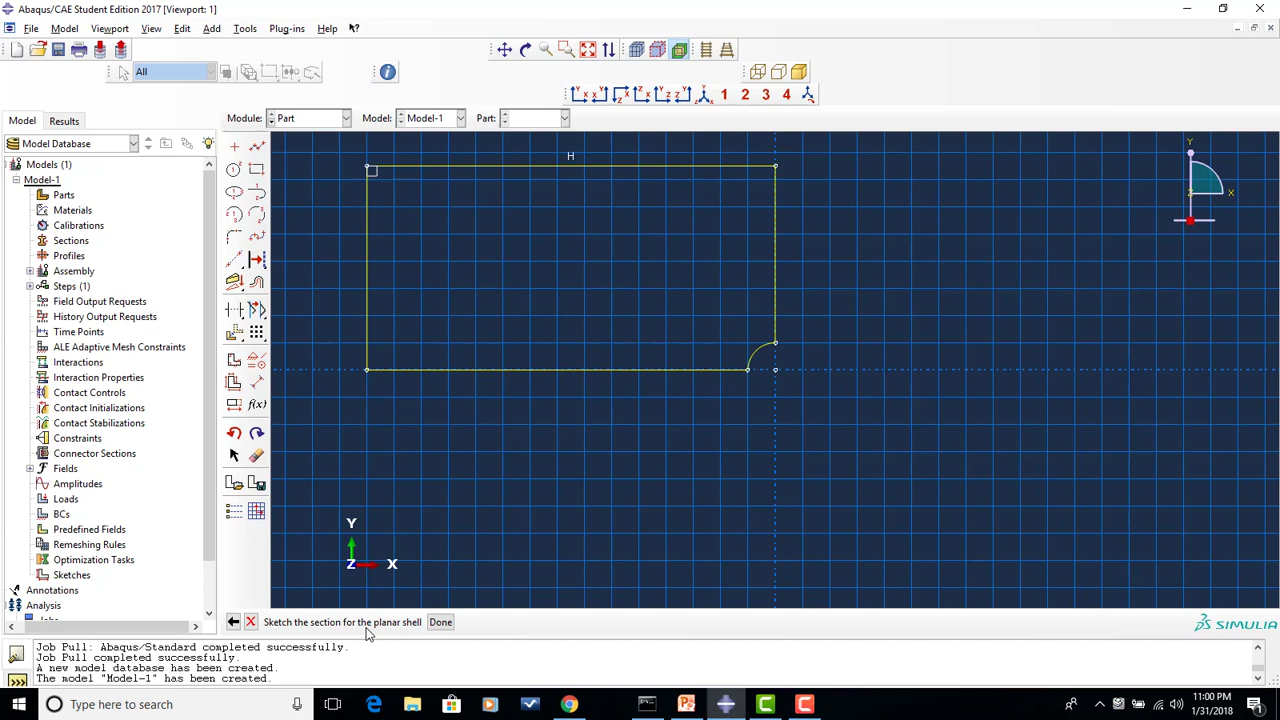 Abaqus/CAE Student Edition 2017 [Viewport: 1]
File Model Viewport View Edit Add Tools Plug-ins Help
All
1 2 3 4
Model Results
Module: Part Model: Model-1 Part:
Model Database
Models (1)
Model-1
Parts
Materials
Calibrations
Sections
Profiles
Assembly
Steps (1)
Field Output Requests
History Output Requests
Time Points
ALE Adaptive Mesh Constraints
Interactions
Interaction Properties
Contact Controls
Contact Initializations
Contact Stabilizations
Constraints
Connector Sections
Fields
Amplitudes
Loads
BCs
Predefined Fields
Remeshing Rules
Optimization Tasks
Sketches
Annotations
Analysis
f(x)
H
Y
X
Y
Z X
Sketch the section for the planar shell Done
SIMULIA
Job Pull: Abaqus/Standard completed successfully.
Job Pull completed successfully.
A new model database has been created.
The model "Model-1" has been created.
Type here to search
11:00 PM
1/31/2018